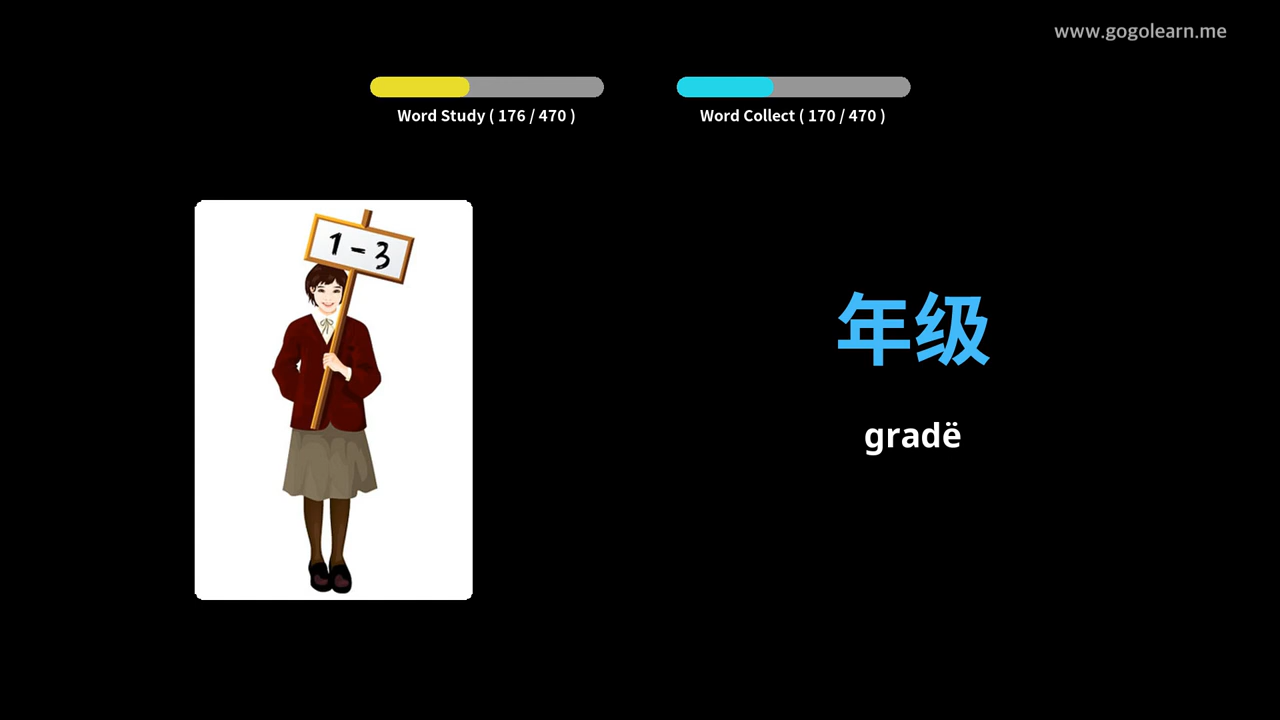 www.gogolearn.me
Word Study ( 176 / 470 )
Word Collect ( 170 / 470 )
1 - 3
年级
gradë